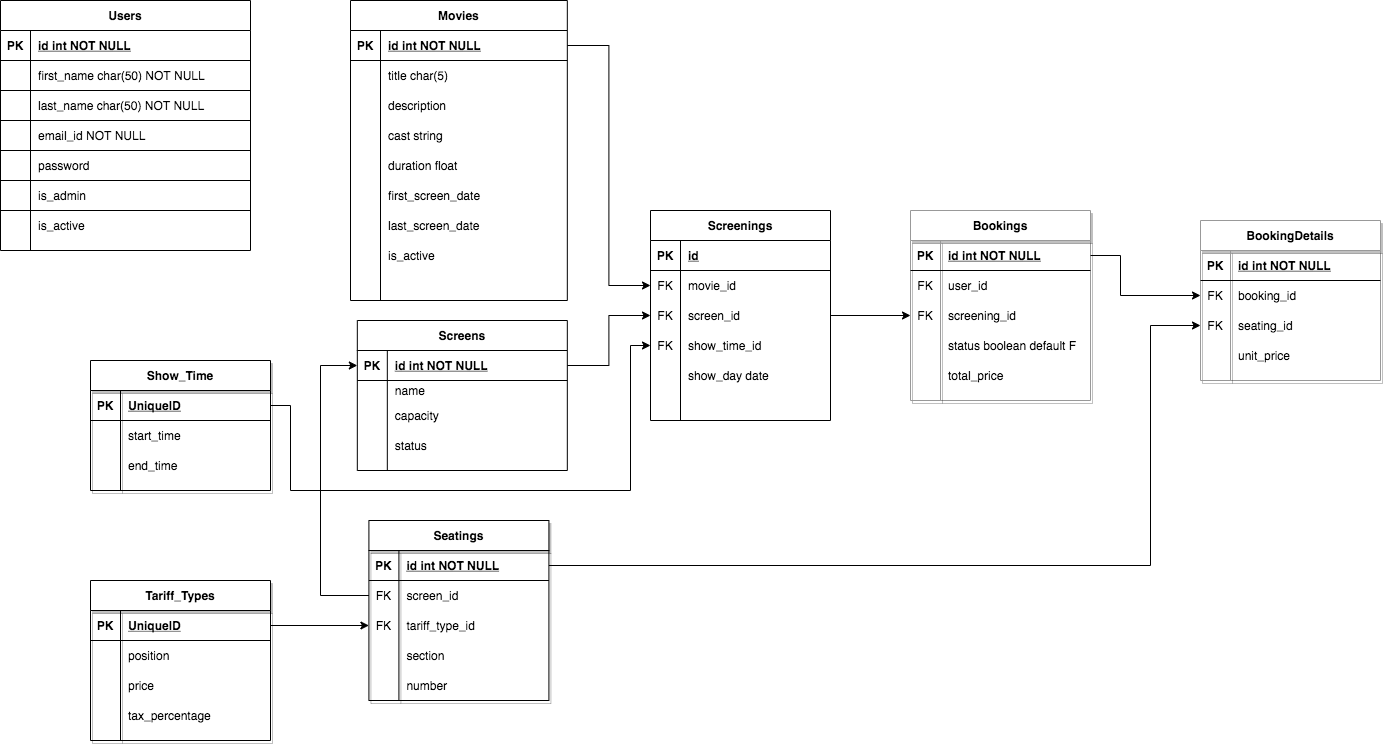 Users
PK id int NOT NULL
first_name char(50) NOT NULL
last_name char(50) NOT NULL
email_id NOT NULL
password
is_admin
is_active
Movies
PK id int NOT NULL
title char(5)
description
cast string
duration float
first_screen_date
last_screen_date
is_active
Screenings
PK id
FK movie_id
FK screen_id
FK show_time_id
show_day date
Bookings
PK id int NOT NULL
FK user_id
FK screening_id
status boolean default F
total_price
BookingDetails
PK id int NOT NULL
FK booking_id
FK seating_id
unit_price
Screens
PK id int NOT NULL
name
capacity
status
Show_Time
PK UniqueID
start_time
end_time
Seatings
PK id int NOT NULL
FK screen_id
FK tariff_type_id
section
number
Tariff_Types
PK UniqueID
position
price
tax_percentage